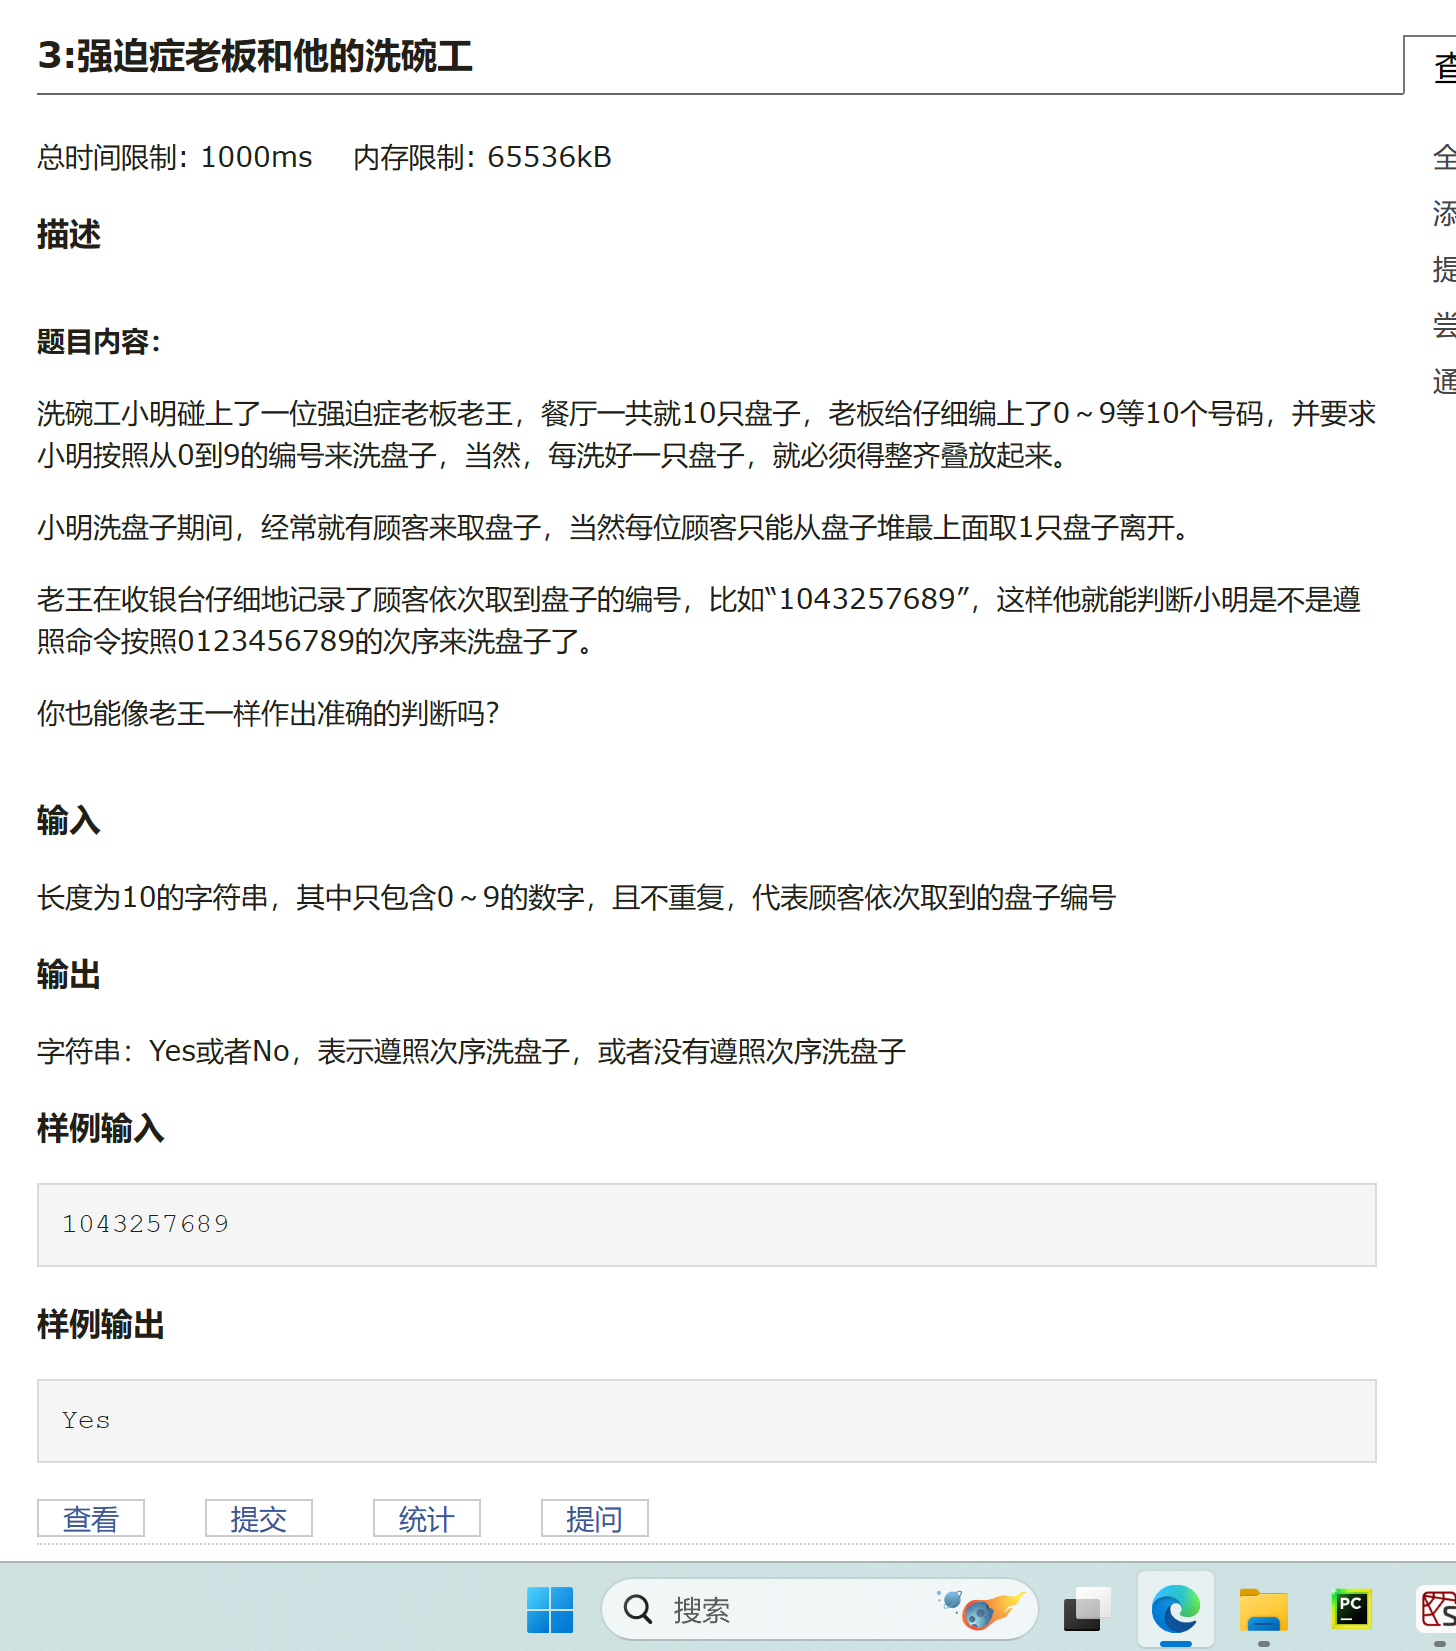 3:强迫症老板和他的洗碗工
查
总时间限制: 1000ms 内存限制: 65536kB
全
添
描述
提
尝
题目内容：
通
洗碗工小明碰上了一位强迫症老板老王，餐厅一共就10只盘子，老板给仔细编上了0～9等10个号码，并要求
小明按照从0到9的编号来洗盘子，当然，每洗好一只盘子，就必须得整齐叠放起来。
小明洗盘子期间，经常就有顾客来取盘子，当然每位顾客只能从盘子堆最上面取1只盘子离开。
老王在收银台仔细地记录了顾客依次取到盘子的编号，比如“1043257689”，这样他就能判断小明是不是遵
照命令按照0123456789的次序来洗盘子了。
你也能像老王一样作出准确的判断吗？
输入
长度为10的字符串，其中只包含0～9的数字，且不重复，代表顾客依次取到的盘子编号
输出
字符串：Yes或者No，表示遵照次序洗盘子，或者没有遵照次序洗盘子
样例输入
1043257689
样例输出
Yes
查看 提交 统计 提问
搜索
PC
S